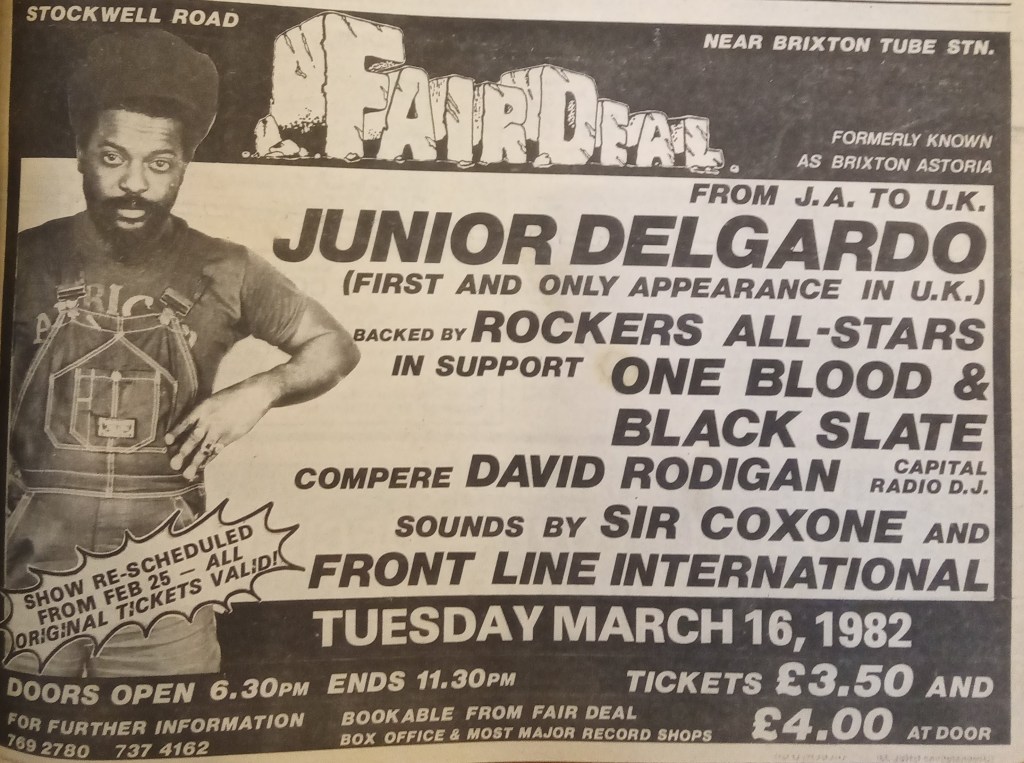 STOCKWELL ROAD
FAIR DEAL.
NEAR BRIXTON TUBE STN.
FORMERLY KNOWN
AS BRIXTON ASTORIA
FROM J.A. TO U.K.
JUNIOR DELGARDO
(FIRST AND ONLY APPEARANCE IN U.K.)
BACKED BY ROCKERS ALL-STARS
IN SUPPORT ONE BLOOD &
BLACK SLATE
COMPERE DAVID RODIGAN CAPITAL
RADIO D.J.
SOUNDS BY SIR COXONE AND
FRONT LINE INTERNATIONAL
SHOW RE-SCHEDULED
FROM FEB 25 — ALL
ORIGINAL TICKETS VALID!
TUESDAY MARCH 16, 1982
DOORS OPEN 6.30PM ENDS 11.30PM
TICKETS £3.50 AND
£4.00 AT DOOR
FOR FURTHER INFORMATION
769 2780 737 4162
BOOKABLE FROM FAIR DEAL
BOX OFFICE & MOST MAJOR RECORD SHOPS